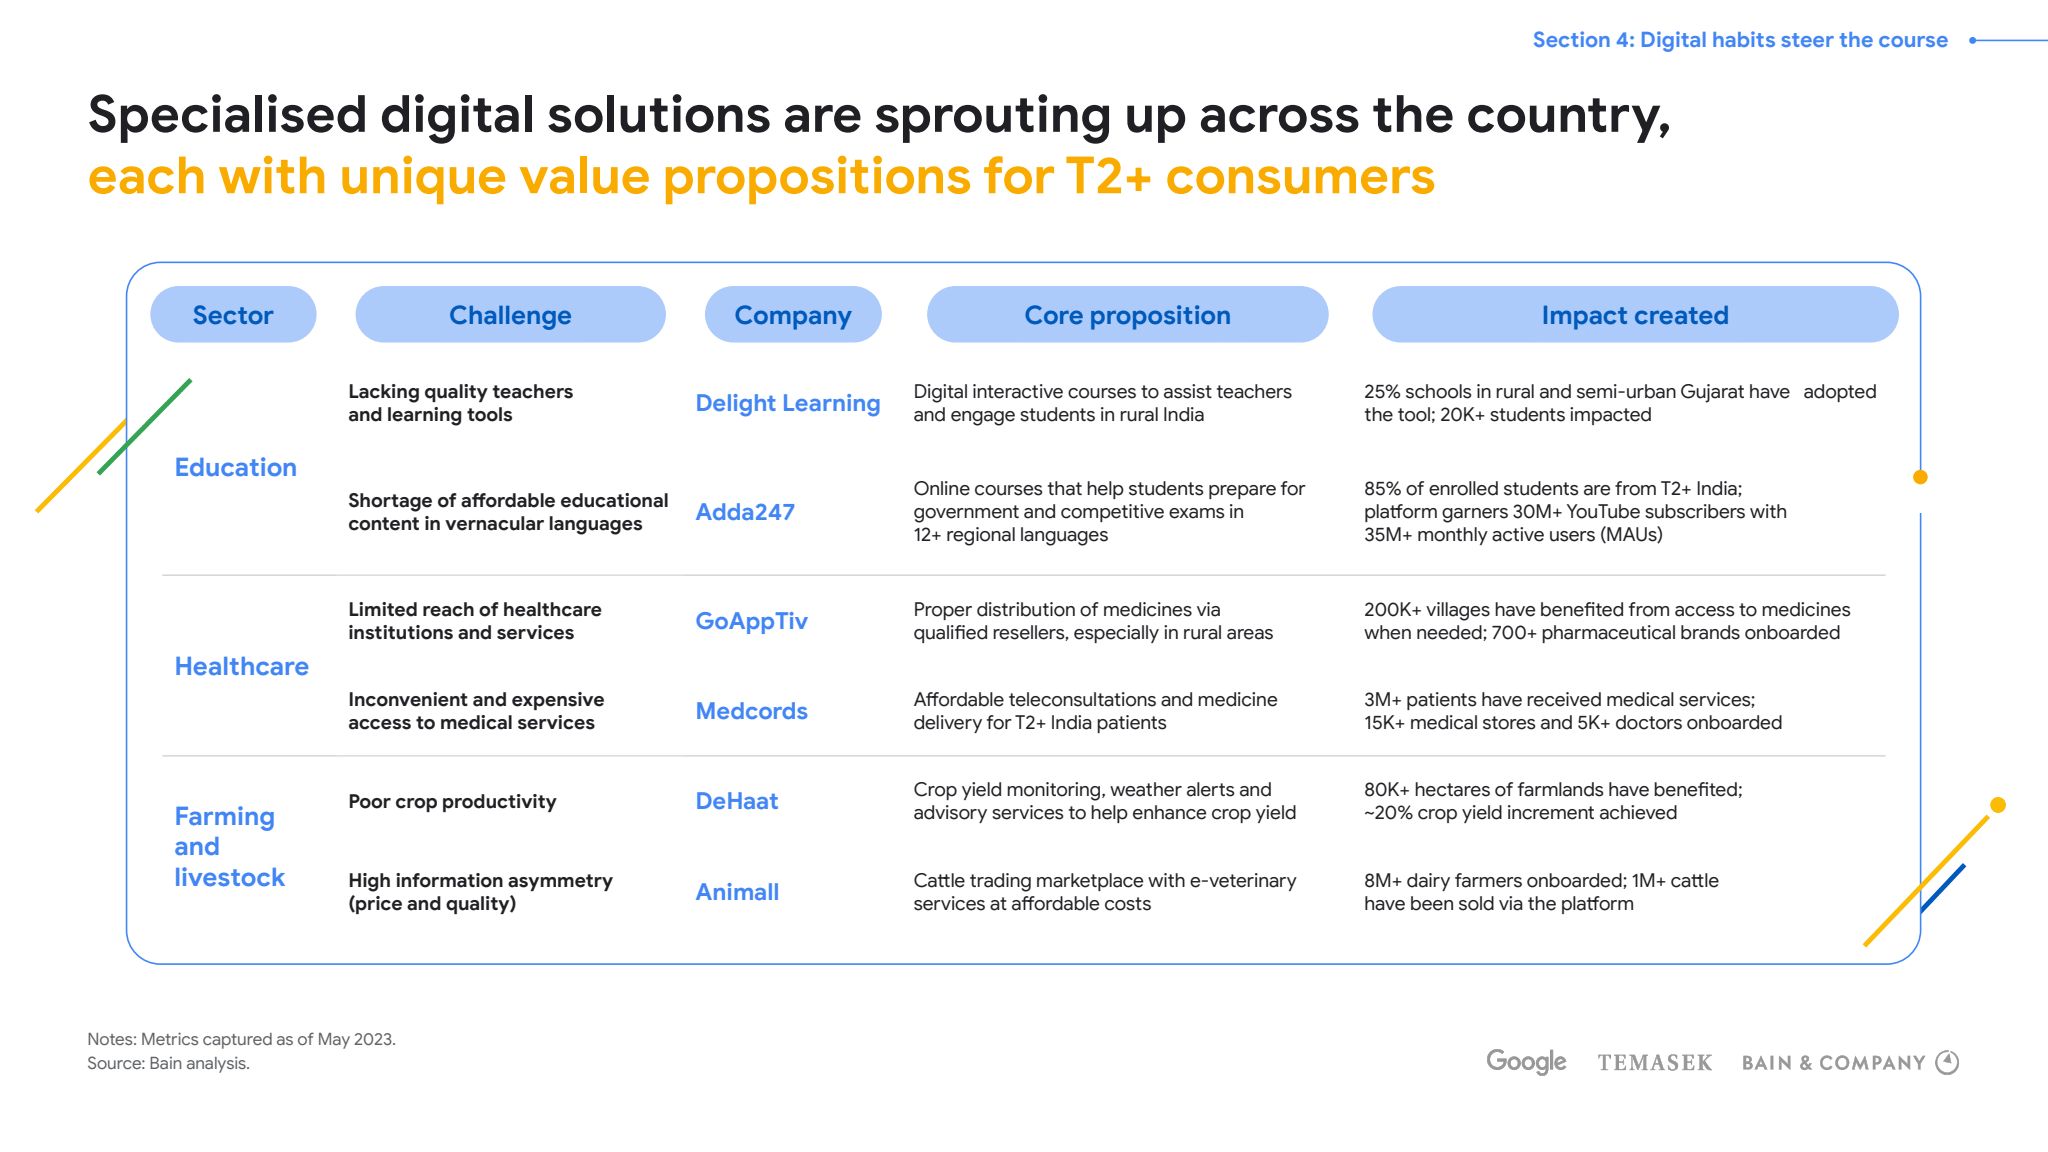 Section 4: Digital habits steer the course
Specialised digital solutions are sprouting up across the country,
each with unique value propositions for T2+ consumers
Sector
Challenge
Company
Core proposition
Impact created
Education
Lacking quality teachers
and learning tools
Delight Learning
Digital interactive courses to assist teachers
and engage students in rural India
25% schools in rural and semi-urban Gujarat have adopted
the tool; 20K+ students impacted
Shortage of affordable educational
content in vernacular languages
Adda247
Online courses that help students prepare for
government and competitive exams in
12+ regional languages
85% of enrolled students are from T2+ India;
platform garners 30M+ YouTube subscribers with
35M+ monthly active users (MAUs)
Healthcare
Limited reach of healthcare
institutions and services
GoAppTiv
Proper distribution of medicines via
qualified resellers, especially in rural areas
200K+ villages have benefited from access to medicines
when needed; 700+ pharmaceutical brands onboarded
Inconvenient and expensive
access to medical services
Medcords
Affordable teleconsultations and medicine
delivery for T2+ India patients
3M+ patients have received medical services;
15K+ medical stores and 5K+ doctors onboarded
Farming
and
livestock
Poor crop productivity
DeHaat
Crop yield monitoring, weather alerts and
advisory services to help enhance crop yield
80K+ hectares of farmlands have benefited;
~20% crop yield increment achieved
High information asymmetry
(price and quality)
Animall
Cattle trading marketplace with e-veterinary
services at affordable costs
8M+ dairy farmers onboarded; 1M+ cattle
have been sold via the platform
Notes: Metrics captured as of May 2023.
Source: Bain analysis.
Google
TEMASEK
BAIN & COMPANY